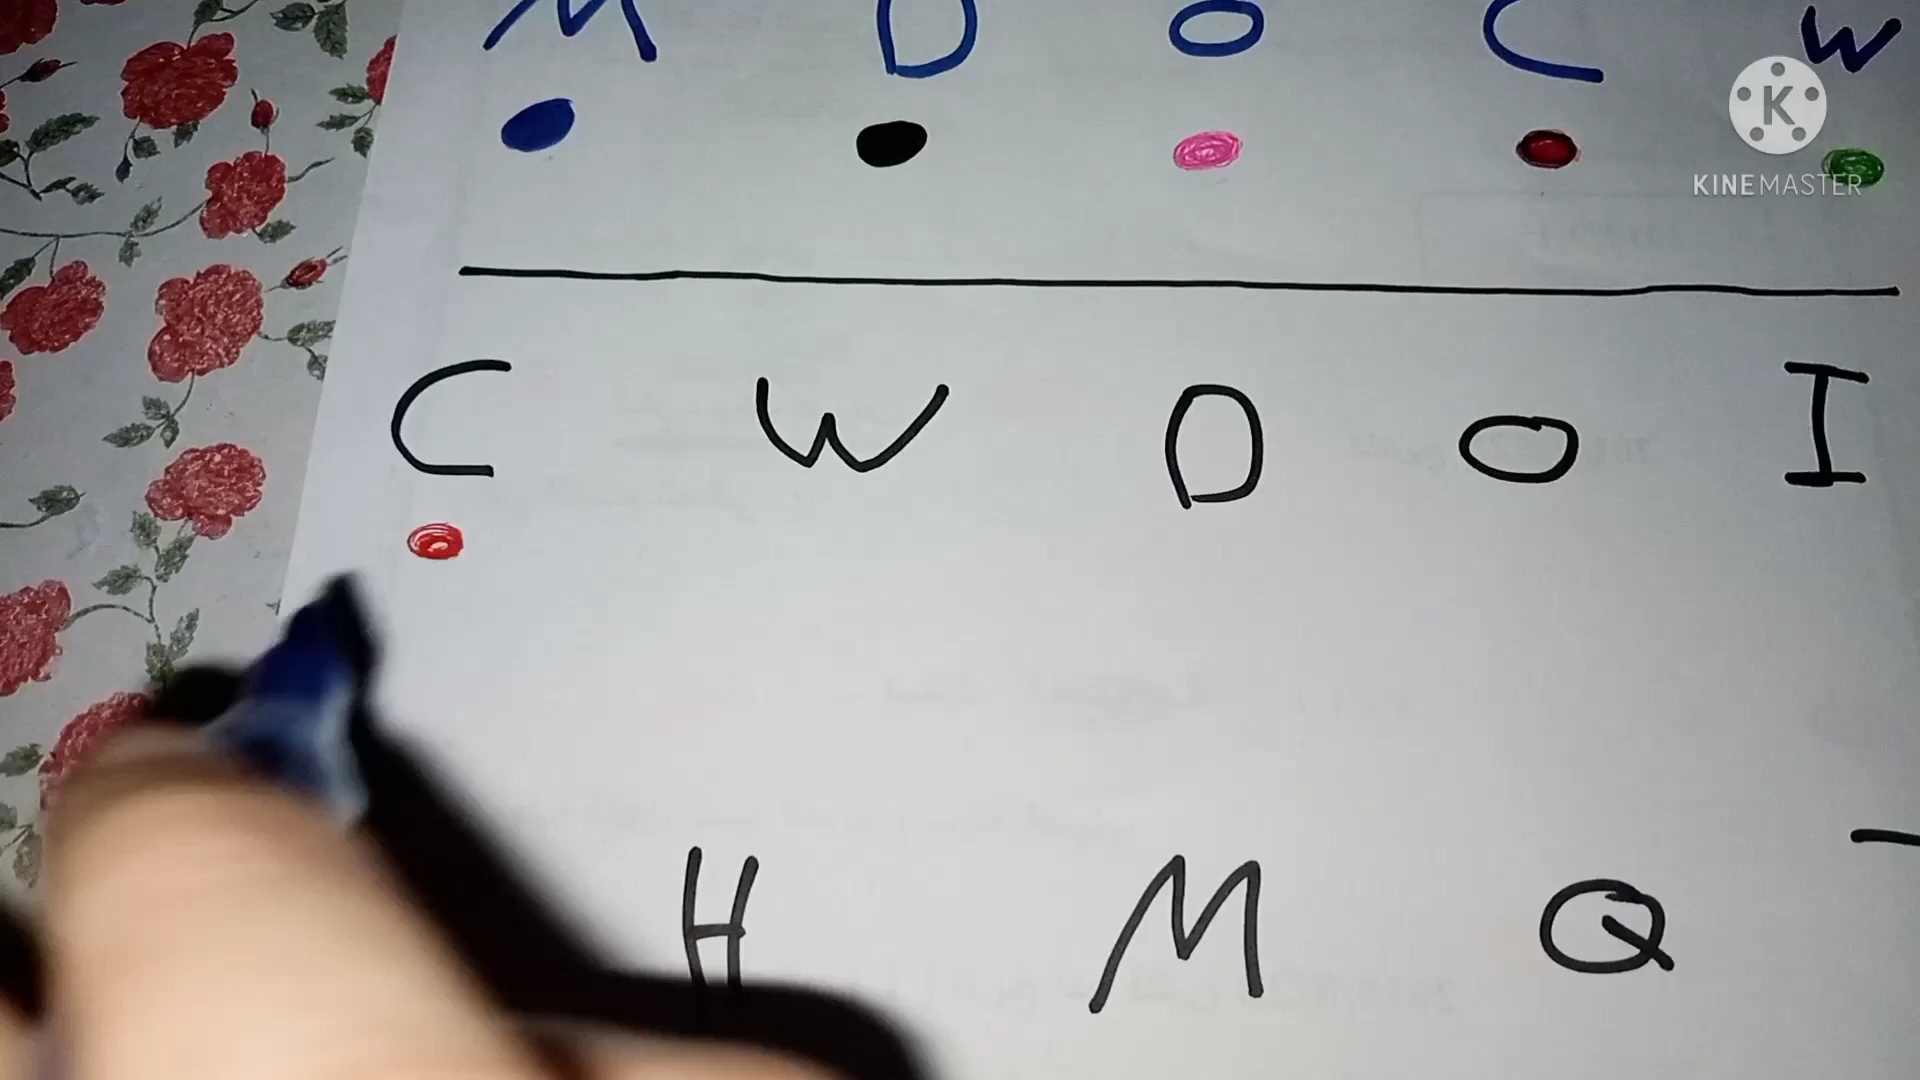 M D O C W
K
KINEMASTER
C W D O I
H M Q